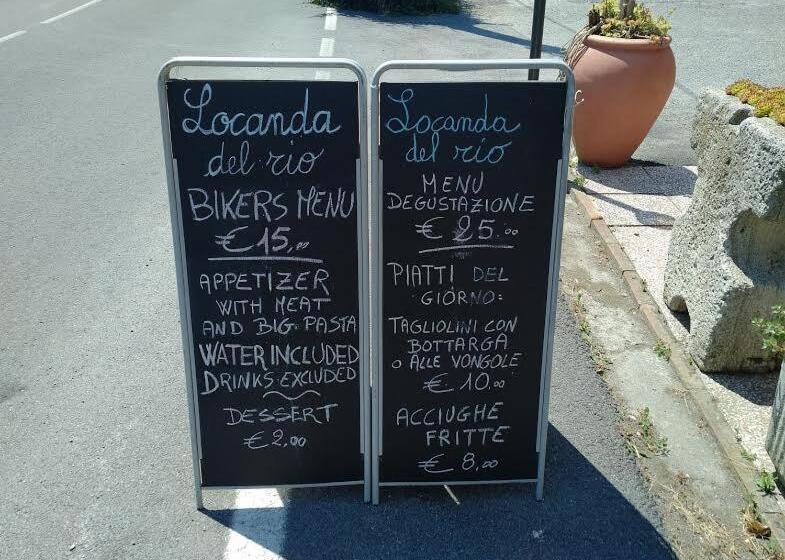 Locanda
del rio
BIKERS MENU
€ 15,00
APPETIZER
WITH MEAT
AND BIG PASTA
WATER INCLUDED
DRINKS EXCLUDED
DESSERT
€ 2,00
Locanda
del rio
MENU
DEGUSTAZIONE
€ 25.00
PIATTI DEL
GIORNO:
TAGLIOLINI CON
BOTTARGA
O ALLE VONGOLE
€ 10.00
ACCIUGHE
FRITTE
€ 8,00